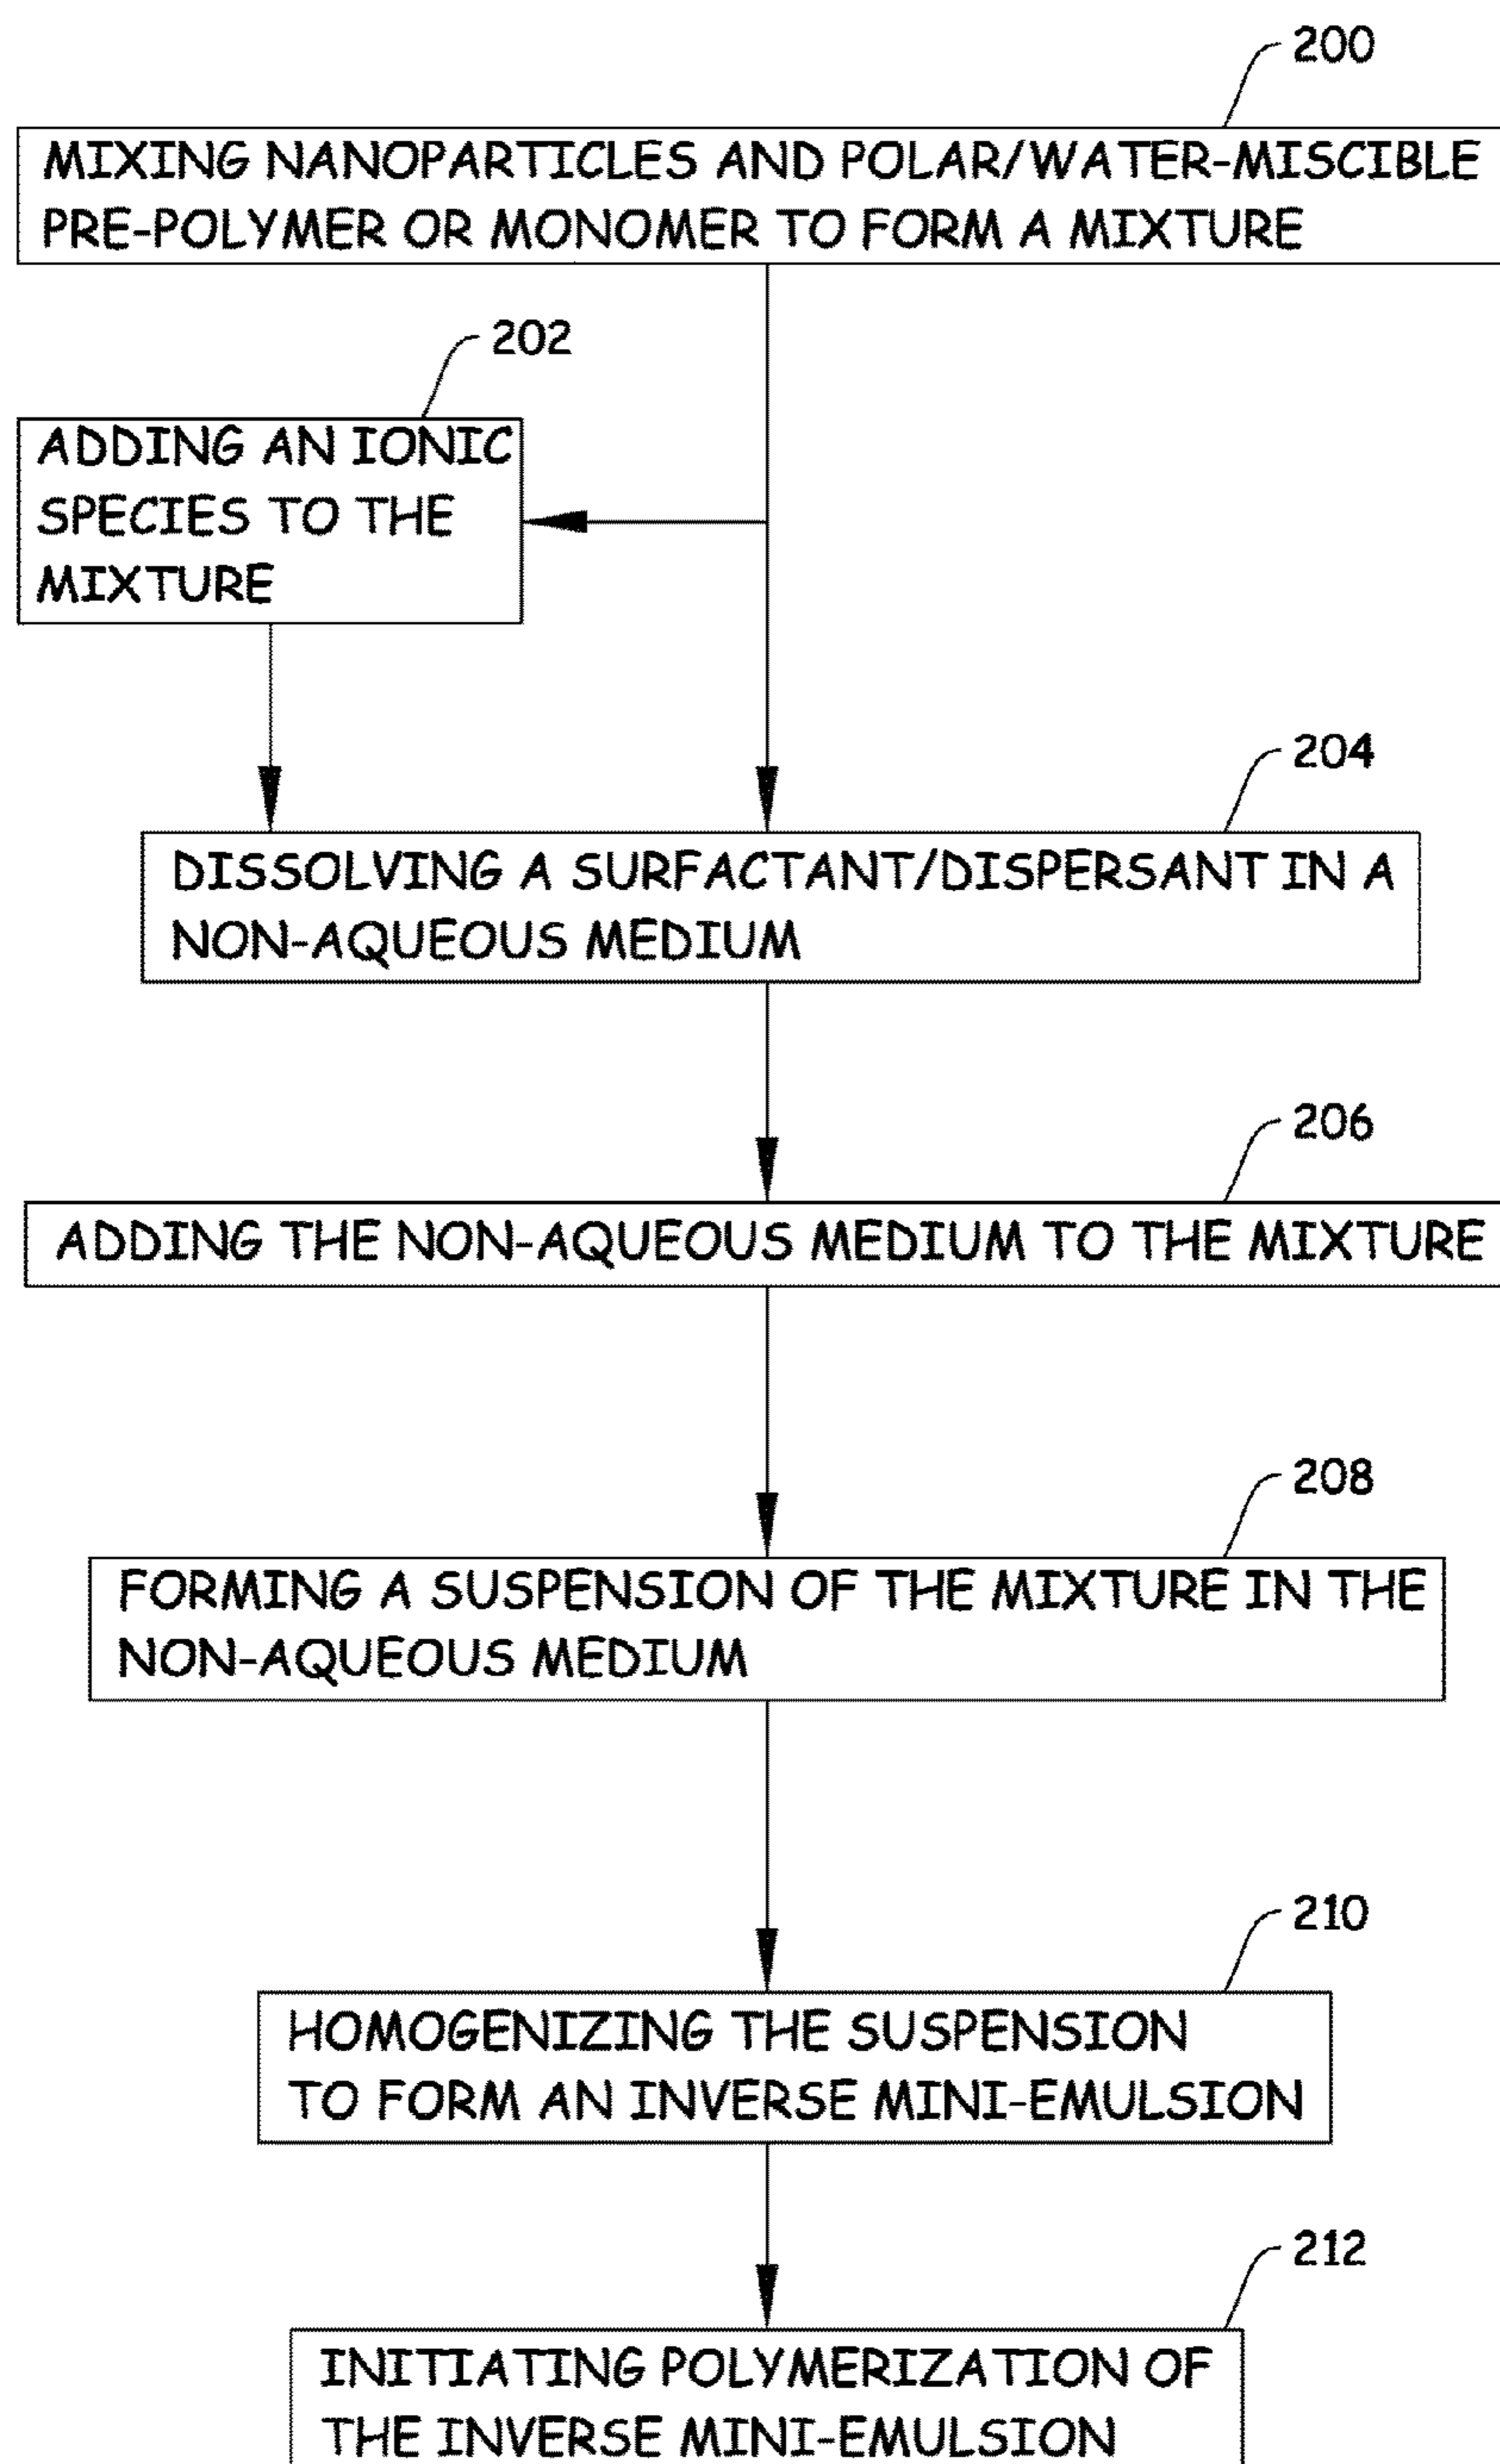 200
MIXING NANOPARTICLES AND POLAR/WATER-MISCIBLE
PRE-POLYMER OR MONOMER TO FORM A MIXTURE
202
ADDING AN IONIC
SPECIES TO THE
MIXTURE
204
DISSOLVING A SURFACTANT/DISPERSANT IN A
NON-AQUEOUS MEDIUM
206
ADDING THE NON-AQUEOUS MEDIUM TO THE MIXTURE
208
FORMING A SUSPENSION OF THE MIXTURE IN THE
NON-AQUEOUS MEDIUM
210
HOMOGENIZING THE SUSPENSION
TO FORM AN INVERSE MINI-EMULSION
212
INITIATING POLYMERIZATION OF
THE INVERSE MINI-EMULSION